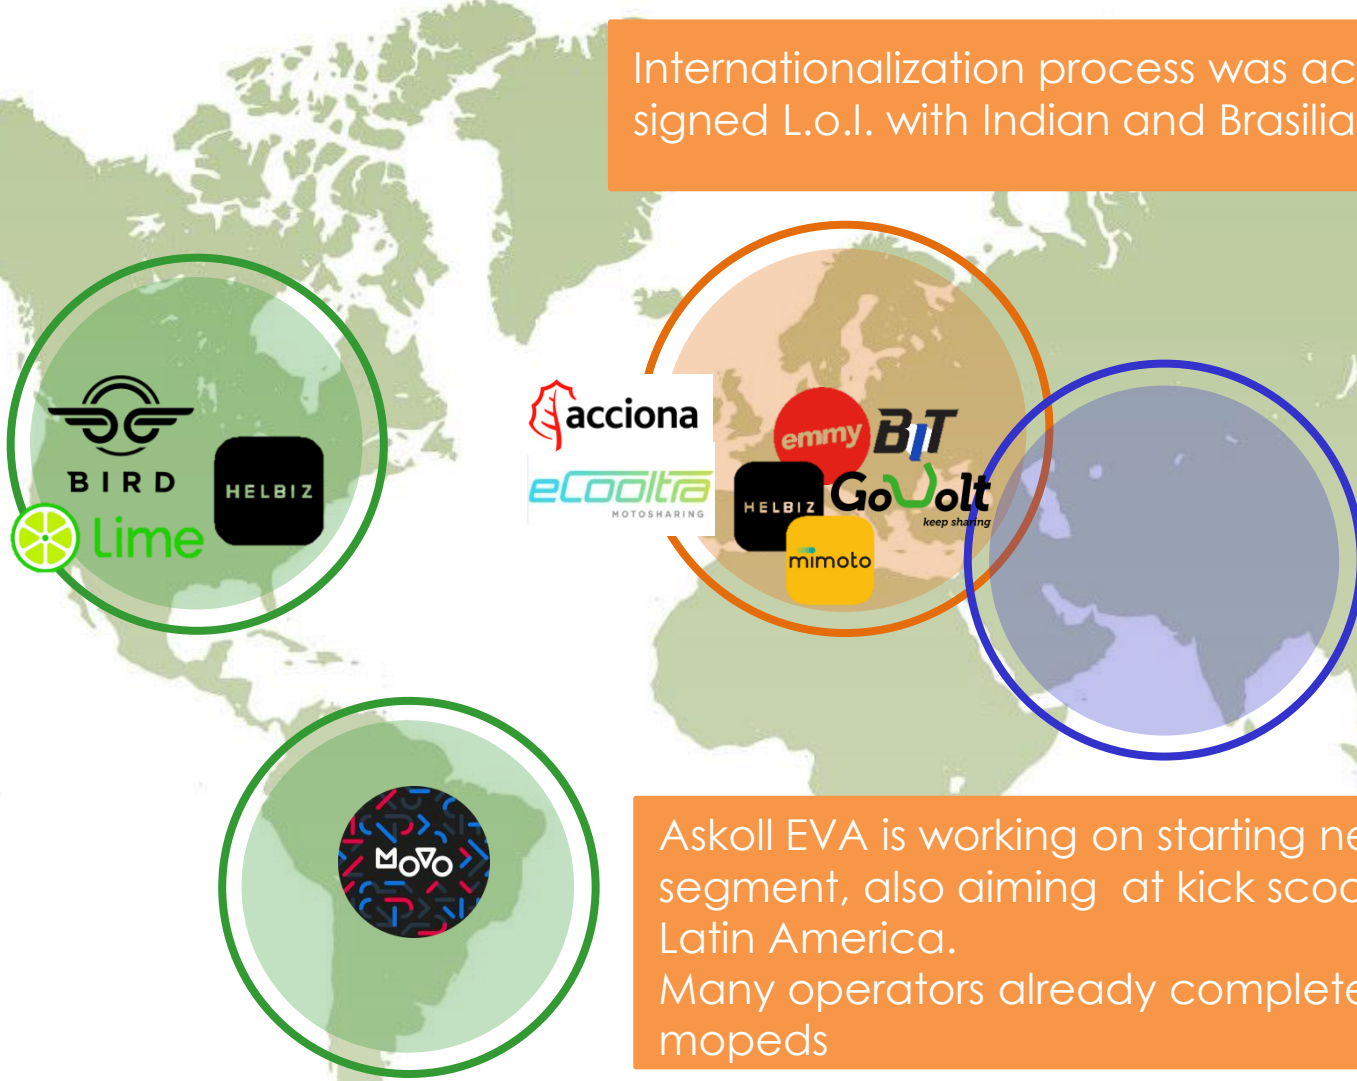 Internationalization process was ac
signed L.o.I. with Indian and Brasilia
BIRD
HELBIZ
Lime
acciona
eCooltra
MOTOSHARING
emmy
BIT
HELBIZ
GoVolt
keep sharing
mimoto
MOVO
Askoll EVA is working on starting ne
segment, also aiming at kick scoo
Latin America.
Many operators already complete
mopeds